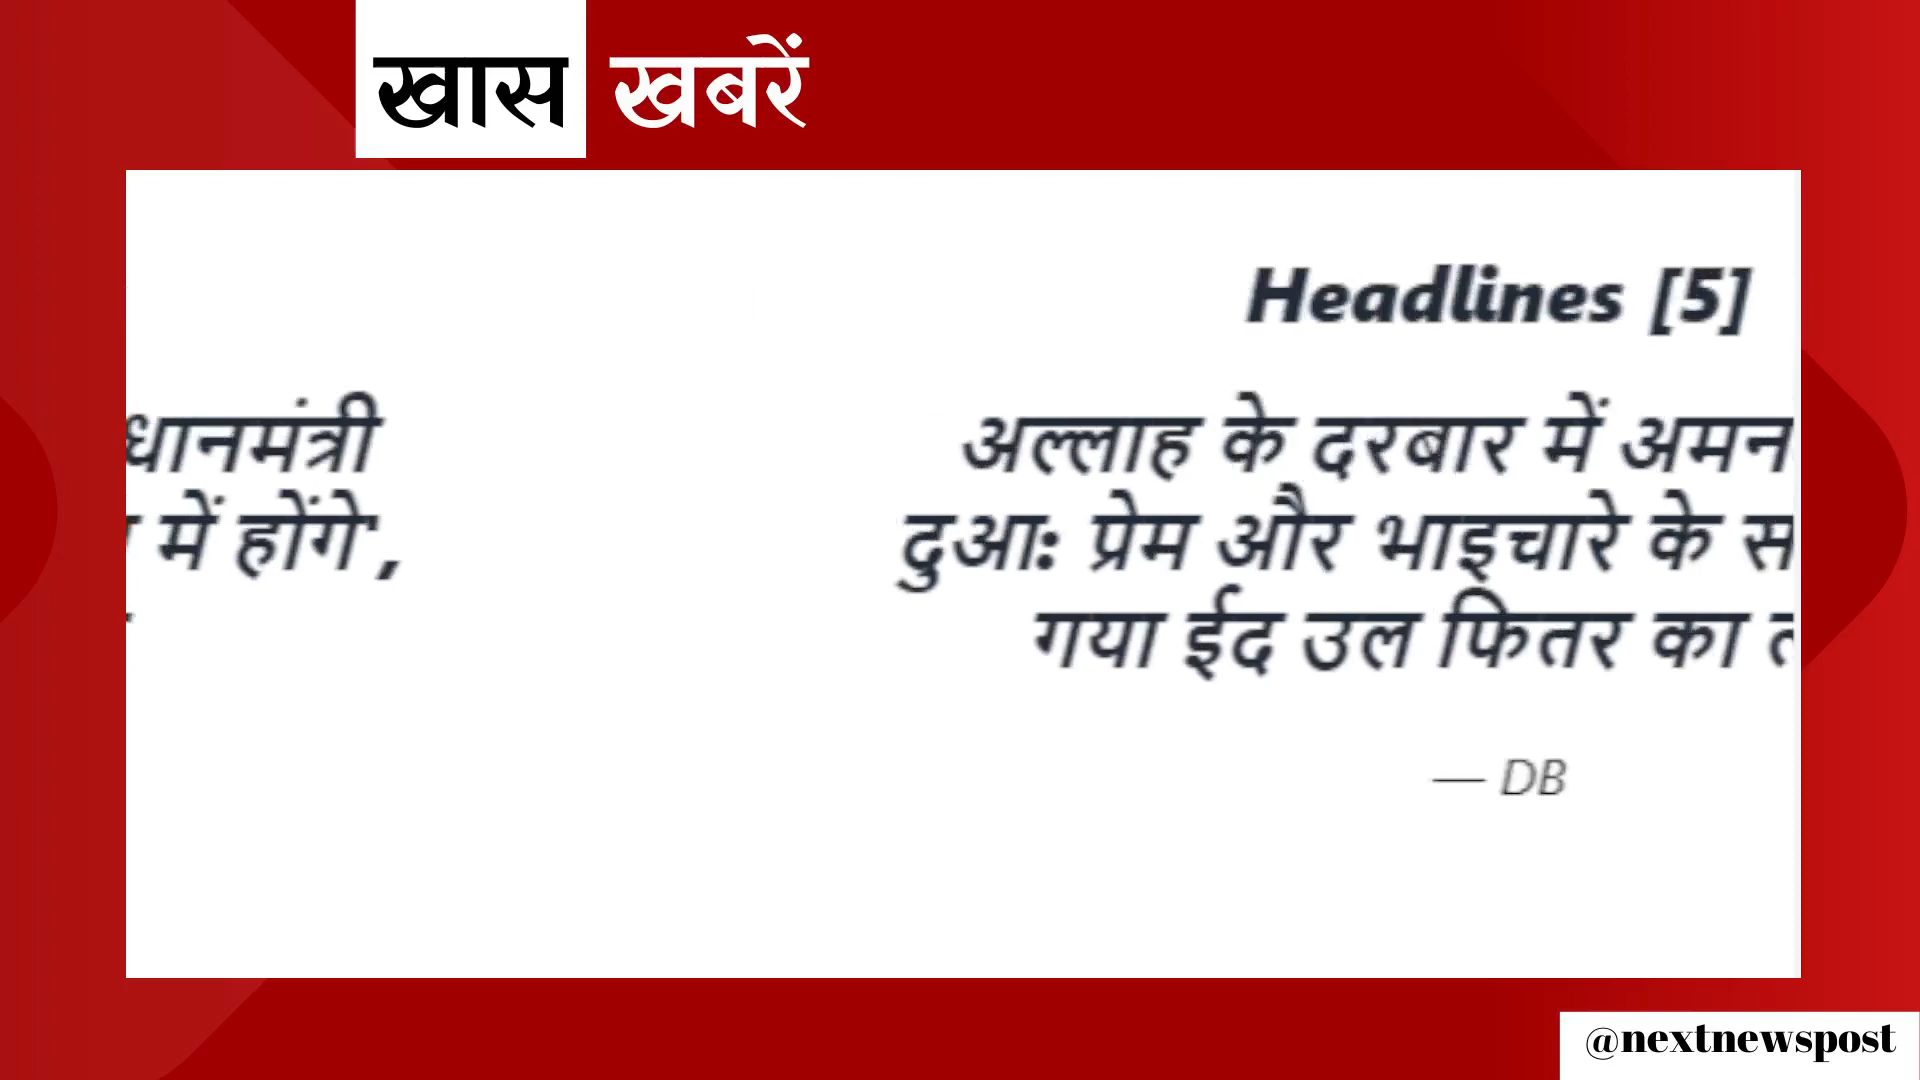 खास खबरें
Headlines [5]
धानमंत्री
में होंगे',
अल्लाह के दरबार में अमन
दुआ: प्रेम और भाइचारे के स
गया ईद उल फितर का
— DB
@nextnewspost